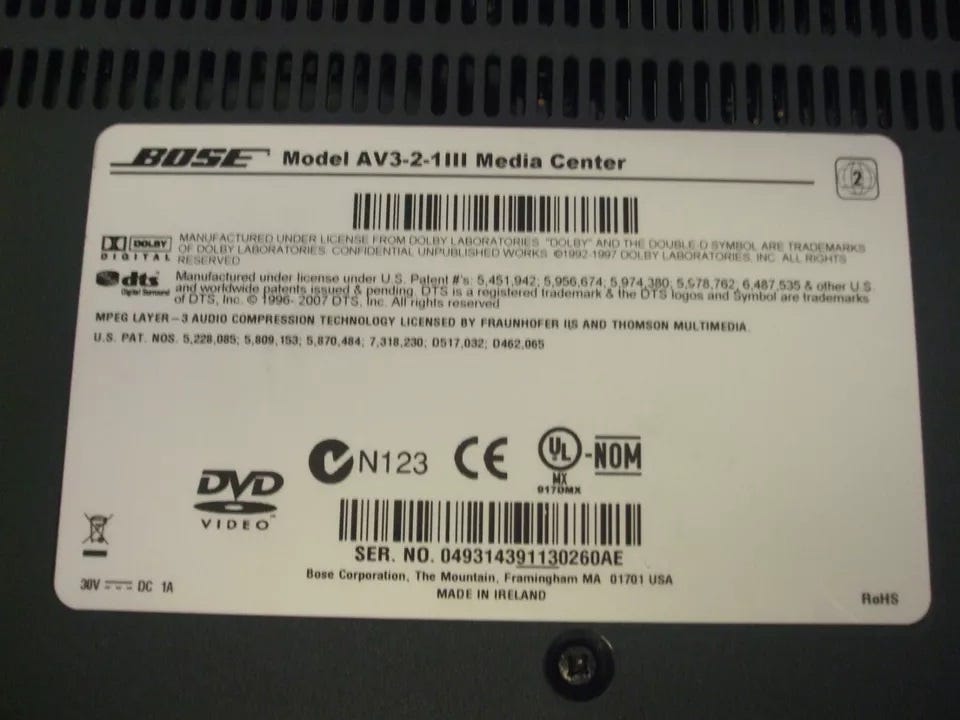 BOSE Model AV3-2-1III Media Center
2
DOLBY
DIGITAL
MANUFACTURED UNDER LICENSE FROM DOLBY LABORATORIES "DOLBY" AND THE DOUBLE D SYMBOL ARE TRADEMARKS
OF DOLBY LABORATORIES. CONFIDENTIAL UNPUBLISHED WORKS ©1992-1997 DOLBY LABORATORIES, INC. ALL RIGHTS
RESERVED
dts
Digital Surround
Manufactured under license under U.S. Patent #'s: 5,451,942; 5,956,674; 5,974,380; 5,978,762; 6,487,535 & other U.S.
and worldwide patents issued & pending. DTS is a registered trademark & the DTS logos and Symbol are trademarks
of DTS, Inc. © 1996- 2007 DTS, Inc. All rights reserved
MPEG LAYER-3 AUDIO COMPRESSION TECHNOLOGY LICENSED BY FRAUNHOFER IIS AND THOMSON MULTIMEDIA.
U.S. PAT. NOS. 5,228,085; 5,809,153; 5,870,484; 7,318,230; D517,032; D462,065
DVD
VIDEO™
N123
CE
UL
MX
-NOM
9170MX
SER. NO. 049314391130260AE
Bose Corporation, The Mountain, Framingham MA 01701 USA
MADE IN IRELAND
30V DC 1A
RoHS